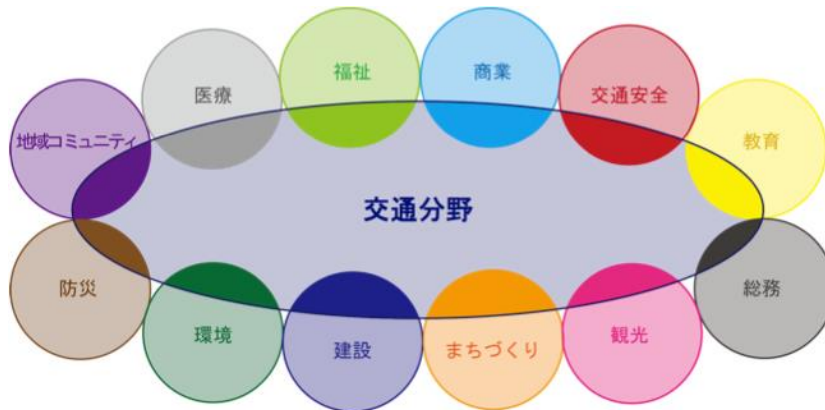 福祉
商業
医療
交通安全
地域コミュニティ
教育
交通分野
防災
総務
環境
建設
まちづくり
観光